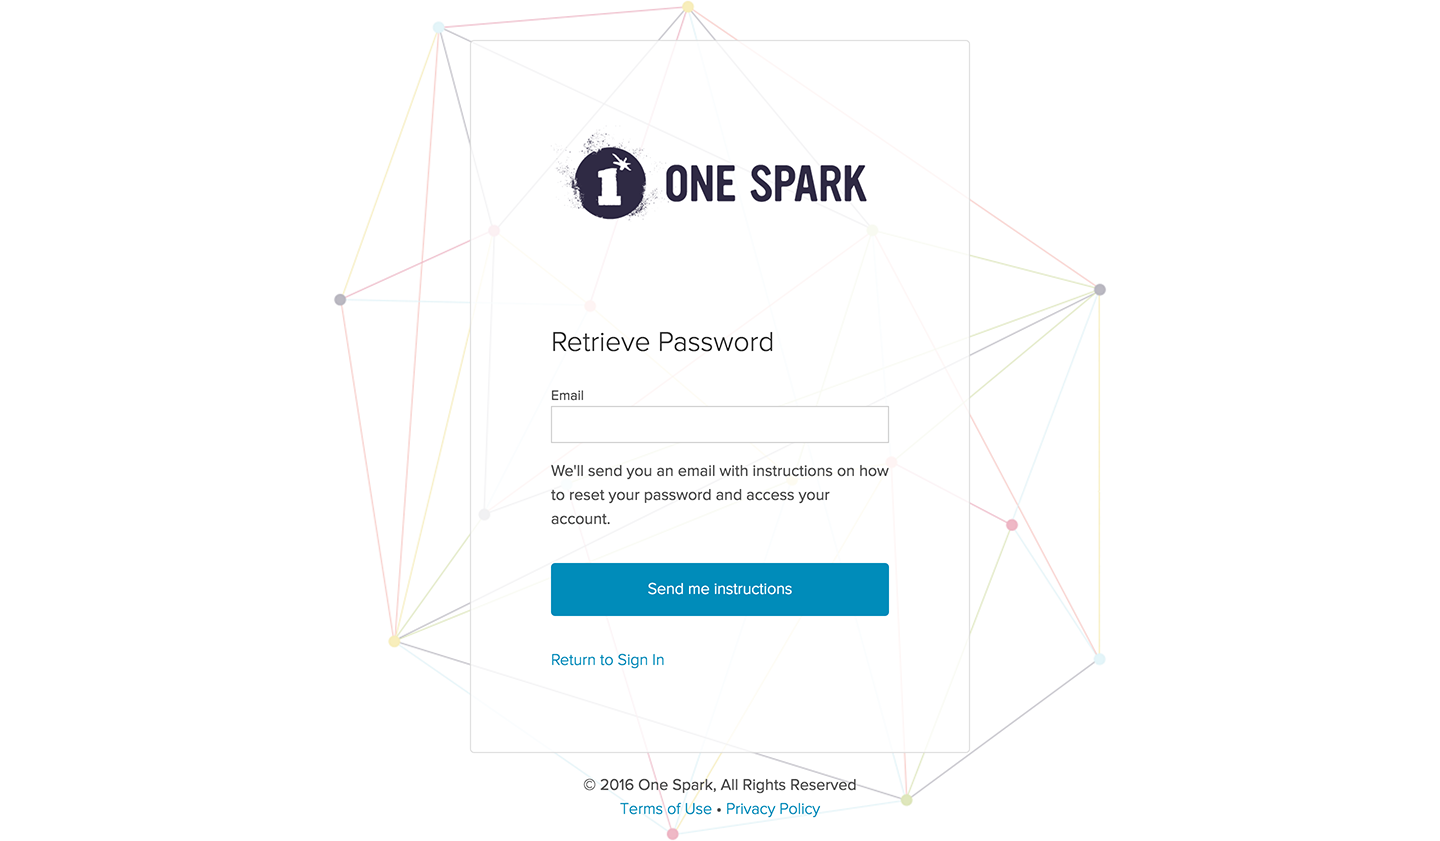 1 ONE SPARK
Retrieve Password
Email
We'll send you an email with instructions on how
to reset your password and access your
account.
Send me instructions
Return to Sign In
© 2016 One Spark, All Rights Reserved
Terms of Use • Privacy Policy